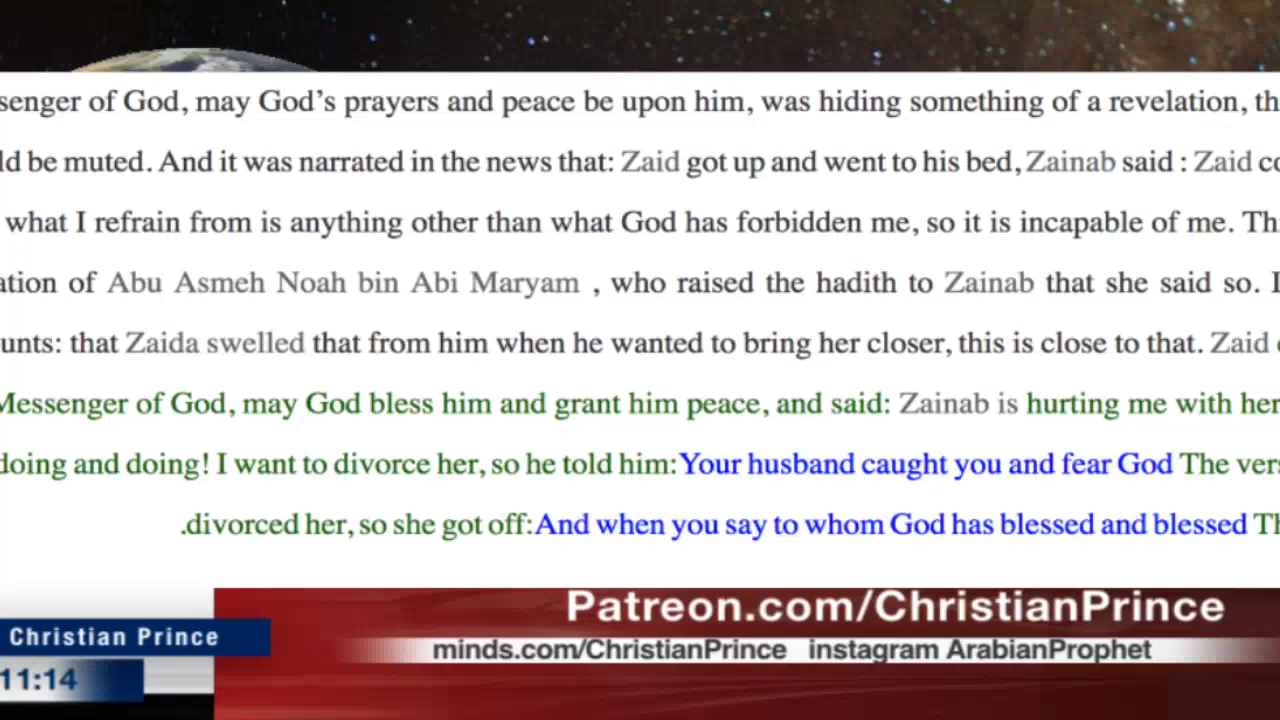 senger of God, may God's prayers and peace be upon him, was hiding something of a revelation, th
ld be muted. And it was narrated in the news that: Zaid got up and went to his bed, Zainab said : Zaid co
what I refrain from is anything other than what God has forbidden me, so it is incapable of me. Th
ation of Abu Asmeh Noah bin Abi Maryam , who raised the hadith to Zainab that she said so. I
unts: that Zaida swelled that from him when he wanted to bring her closer, this is close to that. Zaid
Messenger of God, may God bless him and grant him peace, and said: Zainab is hurting me with her
doing and doing! I want to divorce her, so he told him:Your husband caught you and fear God The vers
.divorced her, so she got off:And when you say to whom God has blessed and blessed Th
Patreon.com/ChristianPrince
Christian Prince
minds.com/ChristianPrince instagram ArabianProphet
11:14